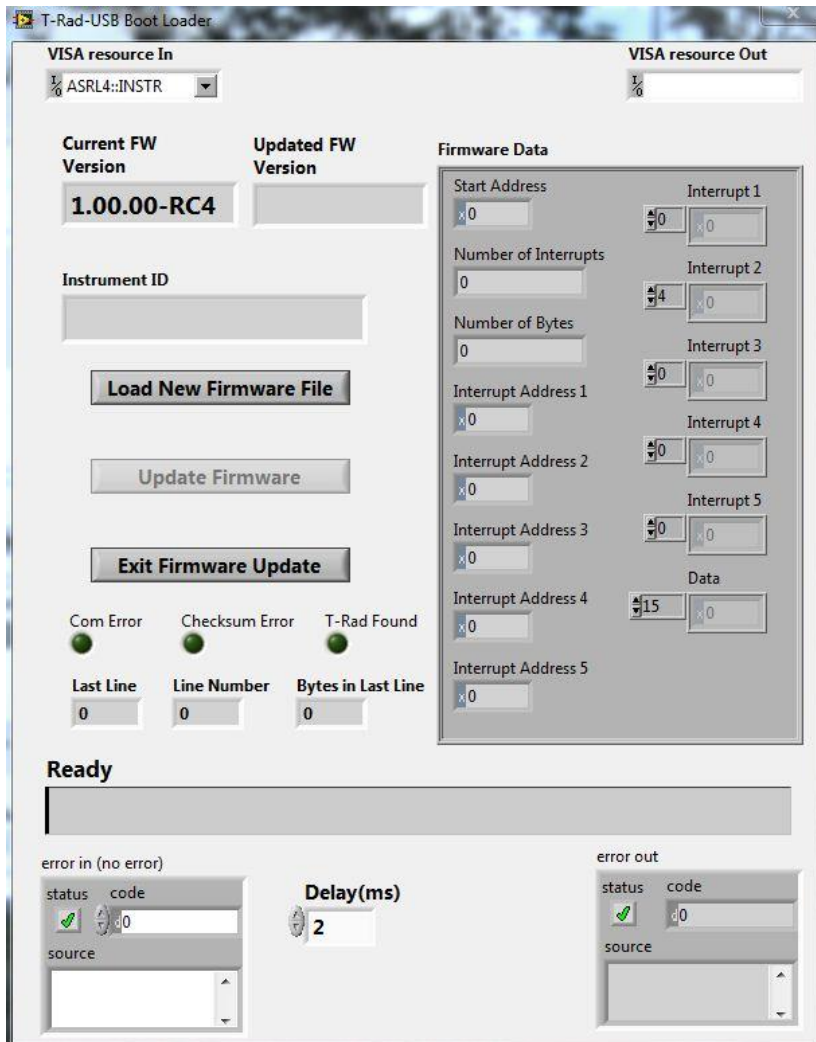 T-Rad-USB Boot Loader
VISA resource In
VISA resource Out
I/O ASRL4::INSTR
I/O
Current FW
Version
Updated FW
Version
1.00.00-RC4
Instrument ID
Load New Firmware File
Update Firmware
Exit Firmware Update
Com Error Checksum Error T-Rad Found
Last Line Line Number Bytes in Last Line
0 0 0
Firmware Data
Start Address
x 0
Number of Interrupts
0
Number of Bytes
0
Interrupt Address 1
x 0
Interrupt Address 2
x 0
Interrupt Address 3
x 0
Interrupt Address 4
x 0
Interrupt Address 5
x 0
Interrupt 1
0 x 0
Interrupt 2
4 x 0
Interrupt 3
0 x 0
Interrupt 4
0 x 0
Interrupt 5
0 x 0
Data
15 x 0
Ready
error in (no error)
status code
d 0
source
Delay(ms)
2
error out
status code
d 0
source